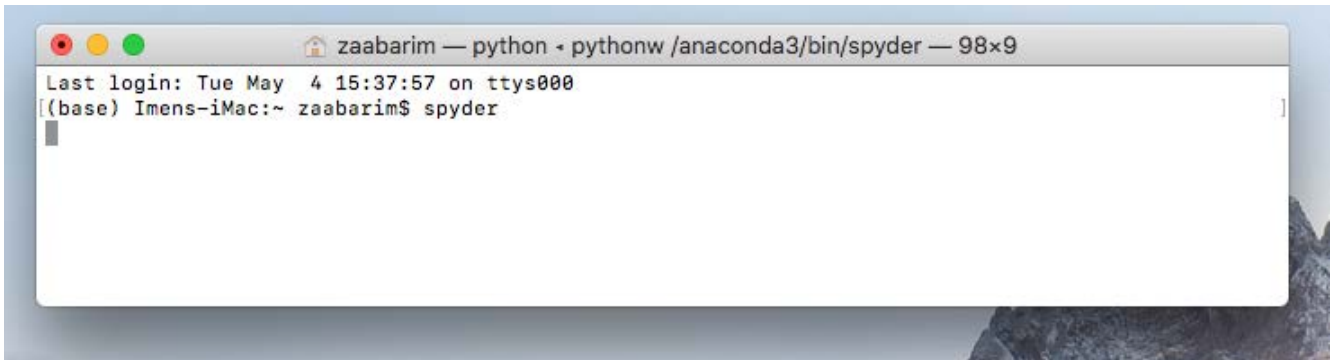 zaabarim — python ◂ pythonw /anaconda3/bin/spyder — 98×9
Last login: Tue May  4 15:37:57 on ttys000
[(base) Imens-iMac:~ zaabarim$ spyder ]